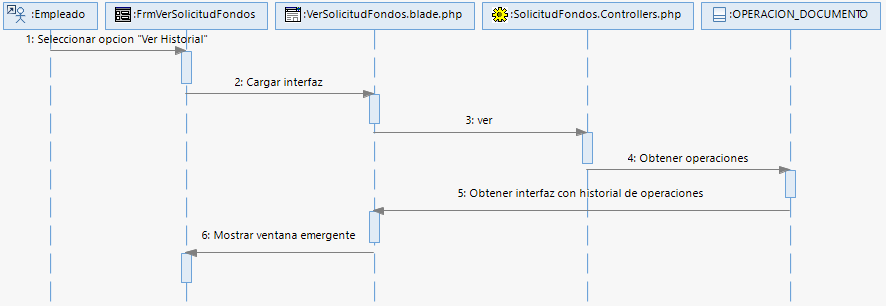 :Empleado
:FrmVerSolicitudFondos
:VerSolicitudFondos.blade.php
:SolicitudFondos.Controllers.php
:OPERACION_DOCUMENTO
1: Seleccionar opcion "Ver Historial"
2: Cargar interfaz
3: ver
4: Obtener operaciones
5: Obtener interfaz con historial de operaciones
6: Mostrar ventana emergente